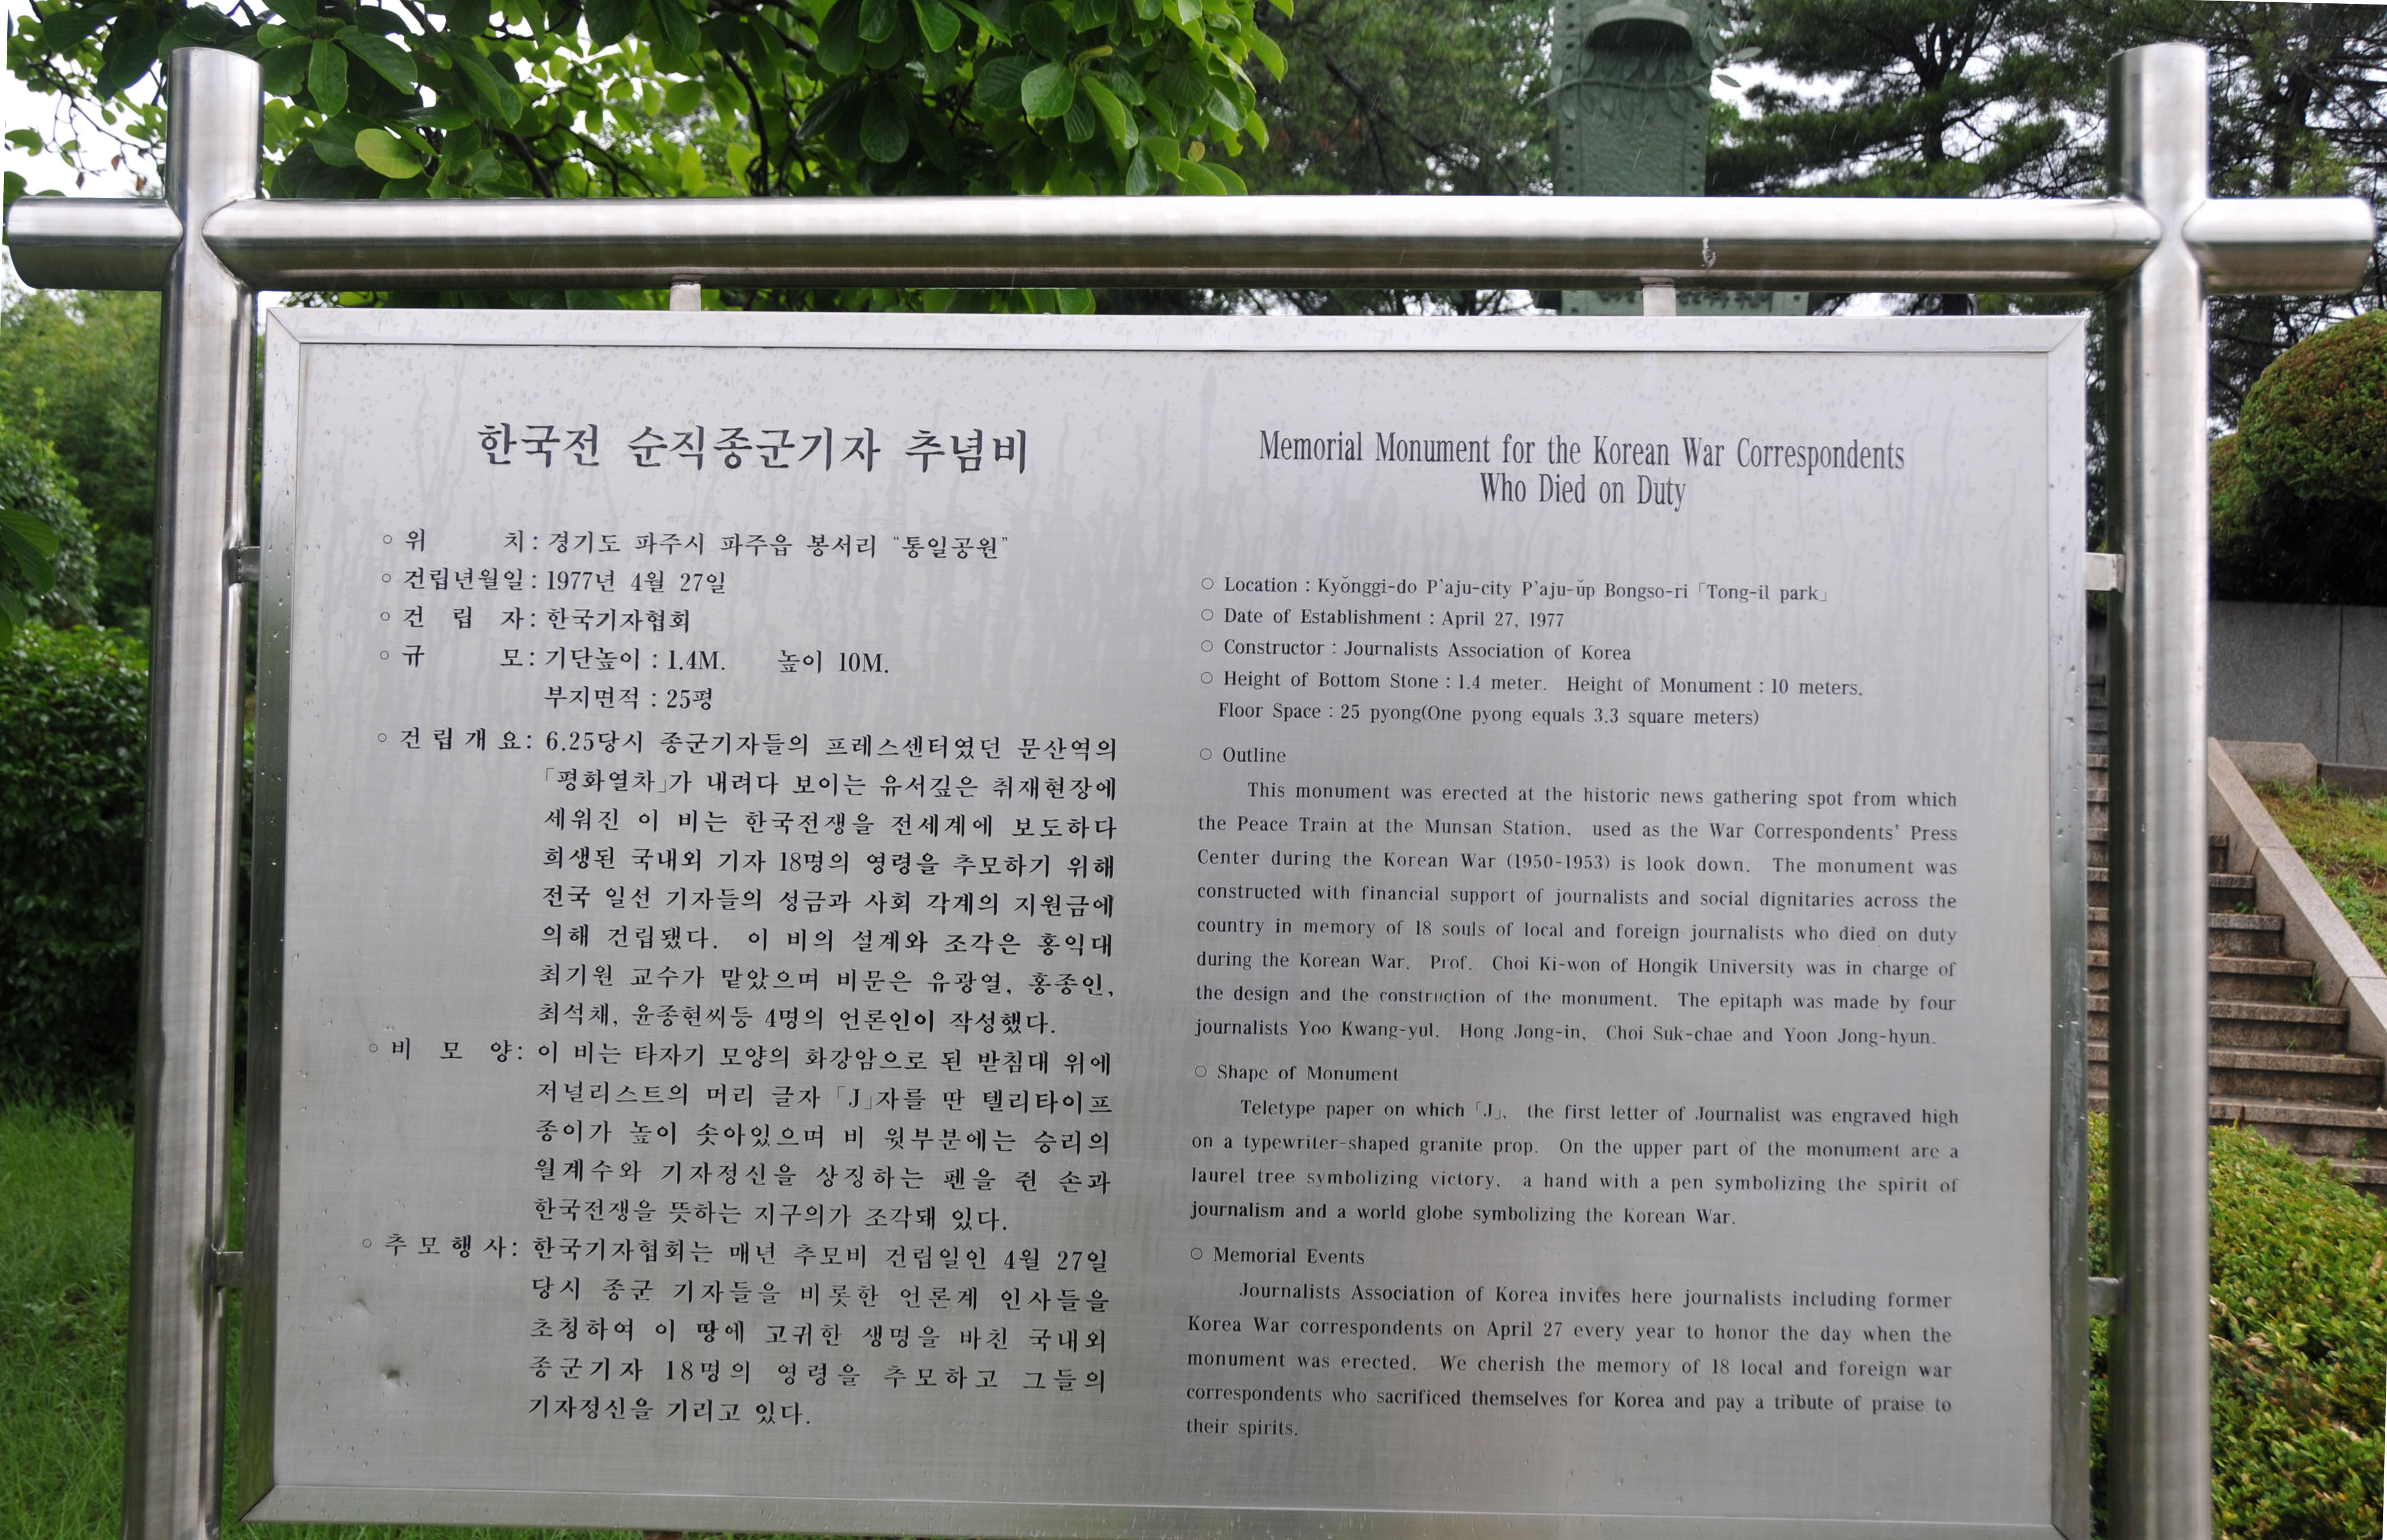 한국전 순직종군기자 추념비
○ 위 치 : 경기도 파주시 파주읍 봉서리 “통일공원”
○ 건립년월일 : 1977년 4월 27일
○ 건 립 자 : 한국기자협회
○ 규 모 : 기단높이 : 1.4M. 높이 10M.
부지면적 : 25평
○ 건 립 개 요 : 6.25당시 종군기자들의 프레스센터였던 문산역의
「평화열차」가 내려다 보이는 유서깊은 취재현장에
세워진 이 비는 한국전쟁을 전세계에 보도하다
희생된 국내외 기자 18명의 영령을 추모하기 위해
전국 일선 기자들의 성금과 사회 각계의 지원금에
의해 건립됐다. 이 비의 설계와 조각은 홍익대
최기원 교수가 맡았으며 비문은 유광열, 홍종인,
최석채, 윤종현씨등 4명의 언론인이 작성했다.
○ 비 모 양 : 이 비는 타자기 모양의 화강암으로 된 받침대 위에
저널리스트의 머리 글자 「J」자를 딴 텔리타이프
종이가 높이 솟아있으며 비 윗부분에는 승리의
월계수와 기자정신을 상징하는 펜을 쥔 손과
한국전쟁을 뜻하는 지구의가 조각돼 있다.
○ 추 모 행 사 : 한국기자협회는 매년 추모비 건립일인 4월 27일
당시 종군 기자들을 비롯한 언론계 인사들을
초청하여 이 땅에 고귀한 생명을 바친 국내외
종군기자 18명의 영령을 추모하고 그들의
기자정신을 기리고 있다.
Memorial Monument for the Korean War Correspondents
Who Died on Duty
○ Location : Kyŏnggi-do P'aju-city P'aju-ŭp Bongso-ri「Tong-il park」
○ Date of Establishment : April 27, 1977
○ Constructor : Journalists Association of Korea
○ Height of Bottom Stone : 1.4 meter. Height of Monument : 10 meters.
Floor Space : 25 pyong(One pyong equals 3.3 square meters)
○ Outline
This monument was erected at the historic news gathering spot from which
the Peace Train at the Munsan Station, used as the War Correspondents' Press
Center during the Korean War (1950-1953) is look down. The monument was
constructed with financial support of journalists and social dignitaries across the
country in memory of 18 souls of local and foreign journalists who died on duty
during the Korean War. Prof. Choi Ki-won of Hongik University was in charge of
the design and the construction of the monument. The epitaph was made by four
journalists Yoo Kwang-yul, Hong Jong-in, Choi Suk-chae and Yoon Jong-hyun.
○ Shape of Monument
Teletype paper on which「J」, the first letter of Journalist was engraved high
on a typewriter-shaped granite prop. On the upper part of the monument are a
laurel tree symbolizing victory, a hand with a pen symbolizing the spirit of
journalism and a world globe symbolizing the Korean War.
○ Memorial Events
Journalists Association of Korea invites here journalists including former
Korea War correspondents on April 27 every year to honor the day when the
monument was erected. We cherish the memory of 18 local and foreign war
correspondents who sacrificed themselves for Korea and pay a tribute of praise to
their spirits.